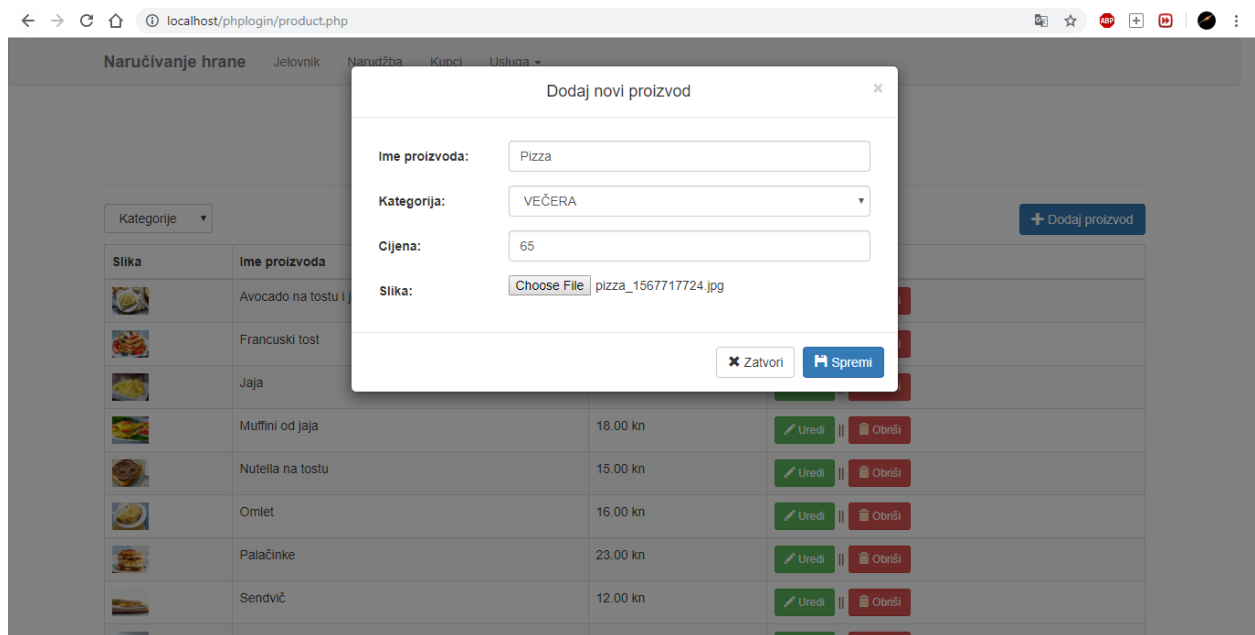 localhost/phplogin/product.php
ABP
Naručivanje hrane Jelovnik Narudžba Kupci Usluga
Dodaj novi proizvod ×
Ime proizvoda: Pizza
Kategorija: VEČERA
Cijena: 65
Slika: Choose File pizza_1567717724.jpg
Zatvori Spremi
Kategorije
Dodaj proizvod
Slika Ime proizvoda
Avocado na tostu i j
Francuski tost
Jaja
Muffini od jaja 18.00 kn Uredi || Obriši
Nutella na tostu 15.00 kn Uredi || Obriši
Omlet 16.00 kn Uredi || Obriši
Palačinke 23.00 kn Uredi || Obriši
Sendvič 12.00 kn Uredi || Obriši